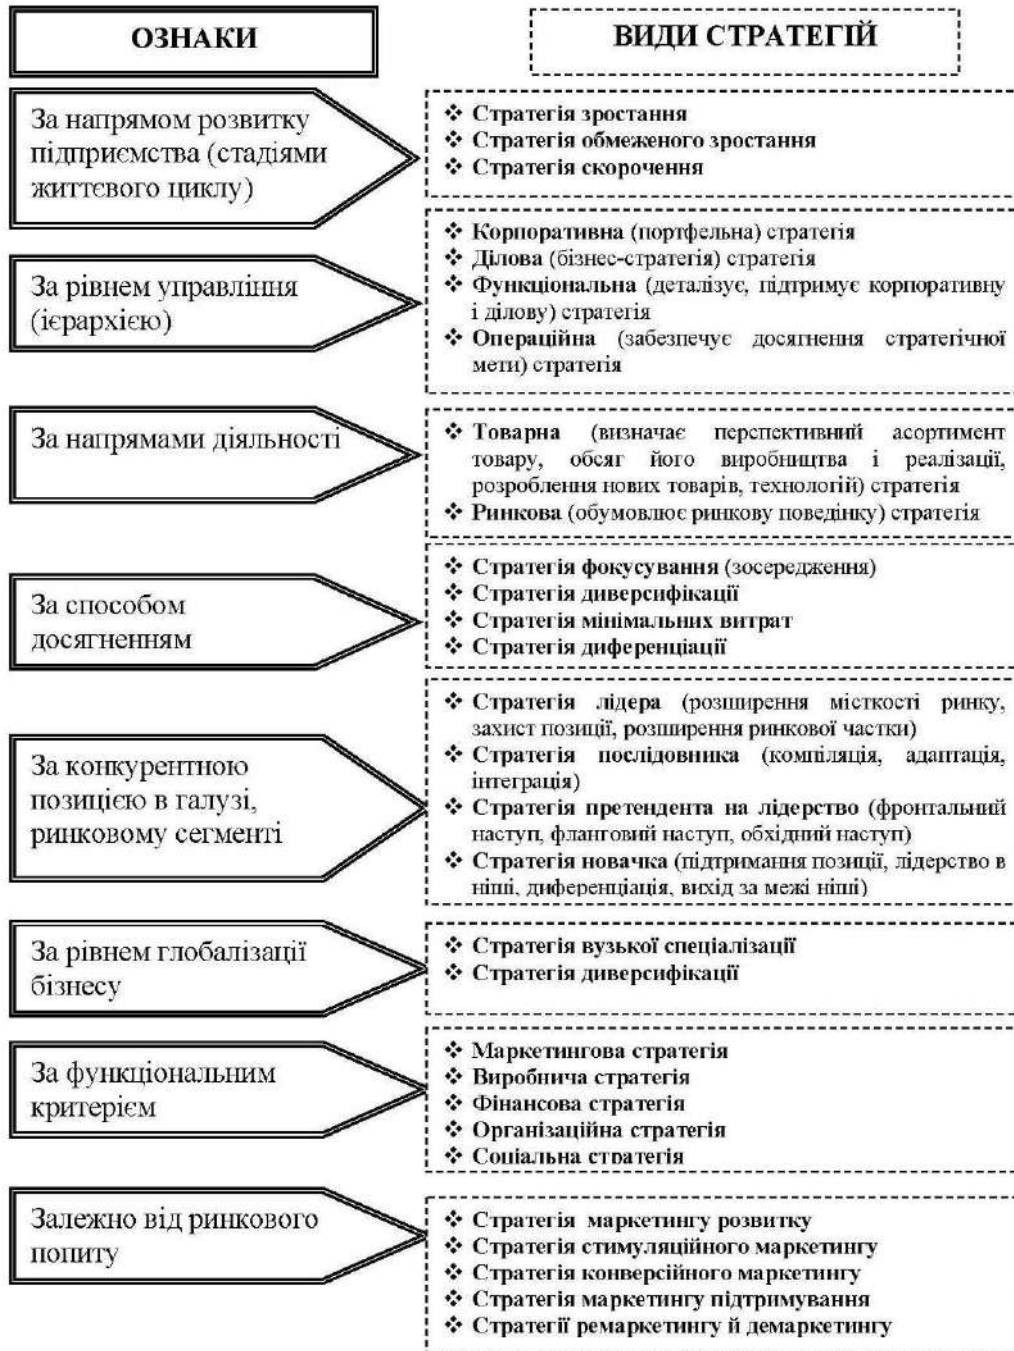 ОЗНАКИ
ВИДИ СТРАТЕГІЙ
За напрямом розвитку
підприємства (стадіями
життєвого циклу)
❖ Стратегія зростання
❖ Стратегія обмеженого зростання
❖ Стратегія скорочення
За рівнем управління
(ієрархією)
❖ Корпоративна (портфельна) стратегія
❖ Ділова (бізнес-стратегія) стратегія
❖ Функціональна (деталізує, підтримує корпоративну
і ділову) стратегія
❖ Операційна (забезпечує досягнення стратегічної
мети) стратегія
За напрямами діяльності
❖ Товарна (визначає перспективний асортимент
товару, обсяг його виробництва і реалізації,
розроблення нових товарів, технологій) стратегія
❖ Ринкова (обумовлює ринкову поведінку) стратегія
За способом
досягненням
❖ Стратегія фокусування (зосередження)
❖ Стратегія диверсифікації
❖ Стратегія мінімальних витрат
❖ Стратегія диференціації
За конкурентною
позицією в галузі,
ринковому сегменті
❖ Стратегія лідера (розширення місткості ринку,
захист позиції, розширення ринкової частки)
❖ Стратегія послідовника (компіляція, адаптація,
інтеграція)
❖ Стратегія претендента на лідерство (фронтальний
наступ, фланговий наступ, обхідний наступ)
❖ Стратегія новачка (підтримання позиції, лідерство в
ніші, диференціація, вихід за межі ніші)
За рівнем глобалізації
бізнесу
❖ Стратегія вузької спеціалізації
❖ Стратегія диверсифікації
За функціональним
критерієм
❖ Маркетингова стратегія
❖ Виробнича стратегія
❖ Фінансова стратегія
❖ Організаційна стратегія
❖ Соціальна стратегія
Залежно від ринкового
попиту
❖ Стратегія маркетингу розвитку
❖ Стратегія стимуляційного маркетингу
❖ Стратегія конверсійного маркетингу
❖ Стратегія маркетингу підтримування
❖ Стратегії ремаркетингу й демаркетингу